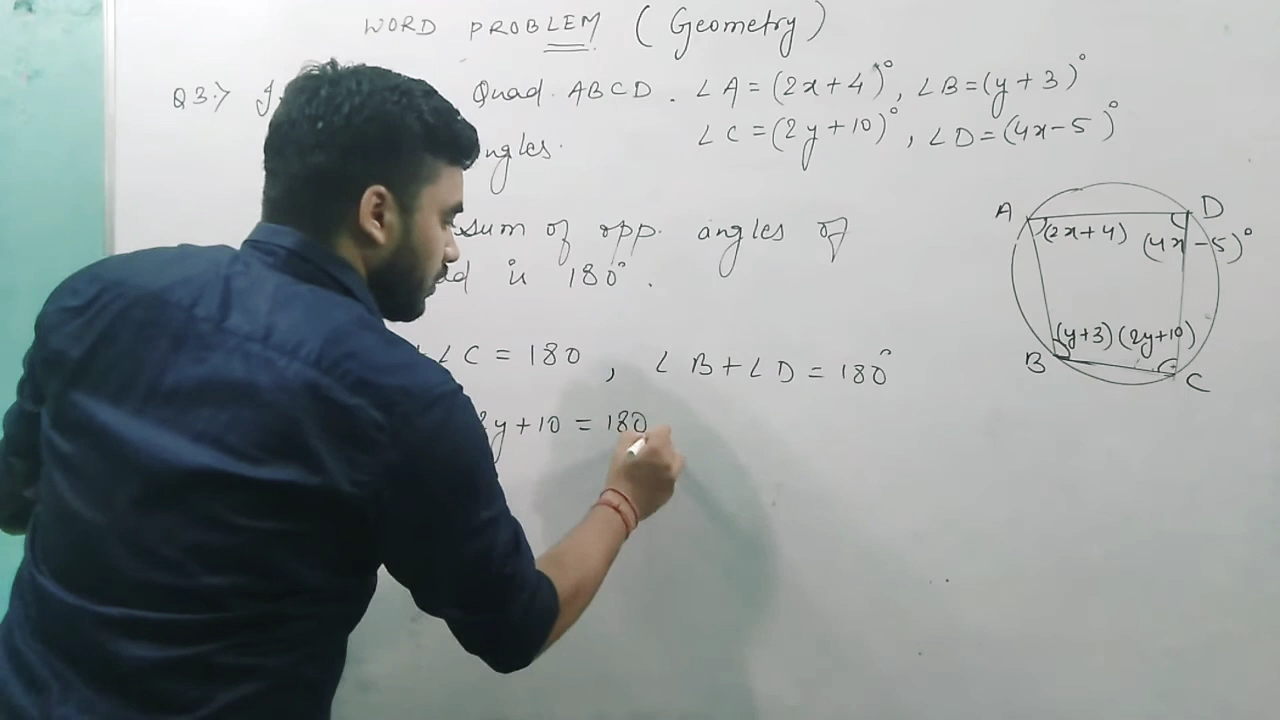 WORD PROBLEM (Geometry)
Q3:→ Quad. ABCD. ∠A = (2x+4)°, ∠B = (y+3)°
ngles. ∠C = (2y+10)°, ∠D = (4x-5)°
sum of opp. angles of
is 180°.
∠C = 180, ∠B + ∠D = 180°
2y + 10 = 180
A D
(2x+4) (4x-5)°
(y+3) (2y+10)
B C